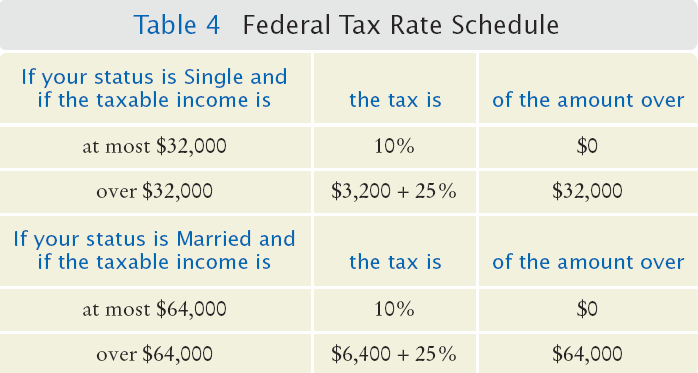 Table 4 Federal Tax Rate Schedule
If your status is Single and
if the taxable income is the tax is of the amount over
at most $32,000 10% $0
over $32,000 $3,200 + 25% $32,000
If your status is Married and
if the taxable income is the tax is of the amount over
at most $64,000 10% $0
over $64,000 $6,400 + 25% $64,000